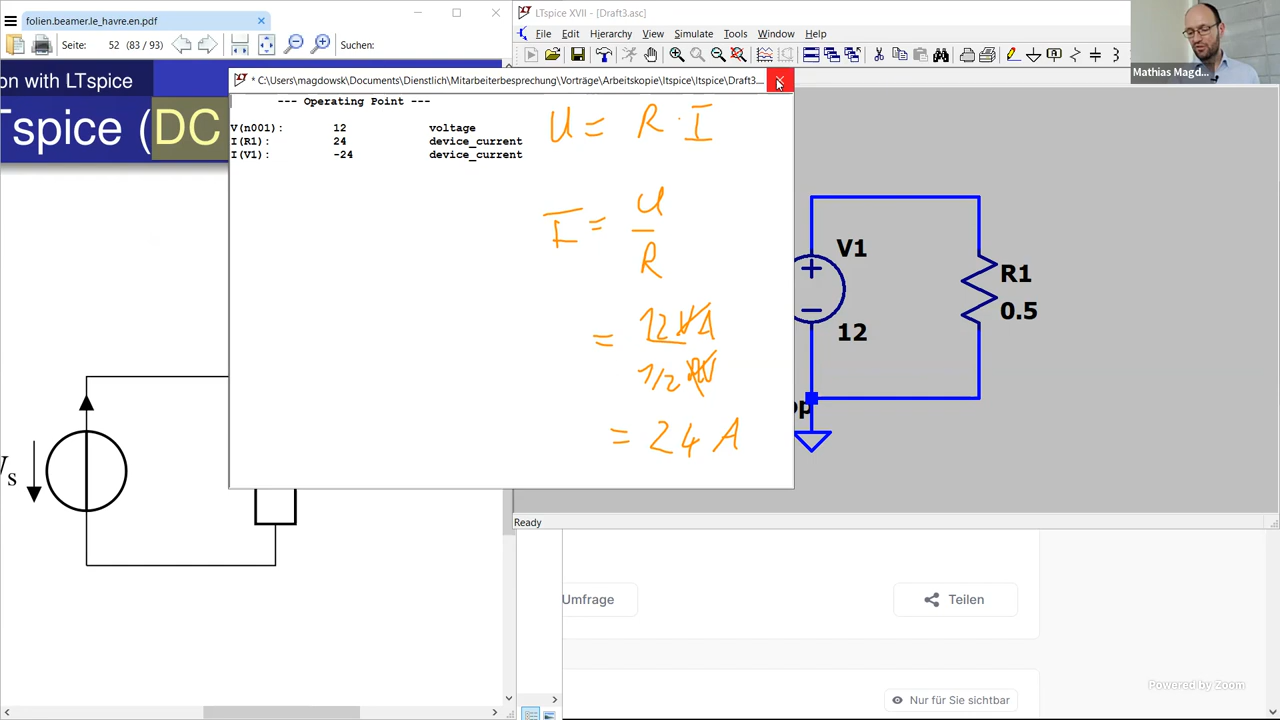 folien.beamer.le_havre.en.pdf
Seite: 52 (83 / 93) Suchen:
on with LTspice
Tspice (DC
LTspice XVII - [Draft3.asc]
File Edit Hierarchy View Simulate Tools Window Help
Mathias Magd...
* C:\Users\magdowsk\Documents\Dienstlich\Mitarbeiterbesprechung\Vorträge\Arbeitskopie\ltspice\ltspice\Draft3....
--- Operating Point ---
V(n001): 12 voltage
I(R1): 24 device_current
I(V1): -24 device_current
U = R · I
I = U
R
= 12 VA
1/2 V
= 24 A
Vs
V1
12
R1
0.5
op
Ready
Umfrage
Teilen
Nur für Sie sichtbar
Powered by Zoom